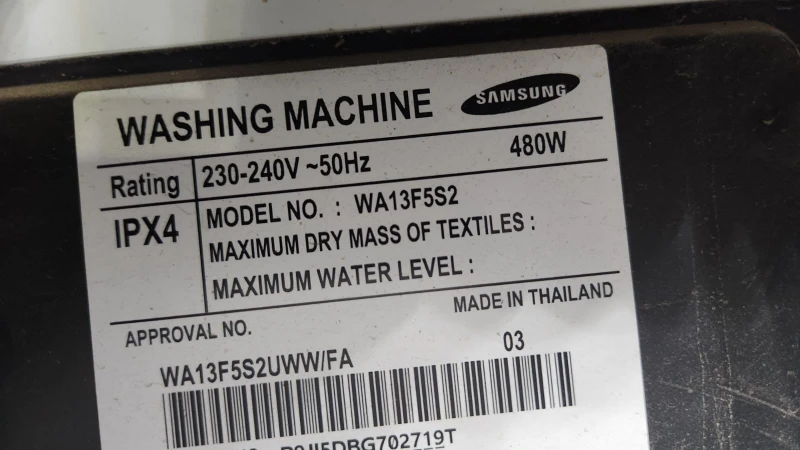 WASHING MACHINE SAMSUNG
Rating 230-240V ~50Hz 480W
IPX4 MODEL NO. : WA13F5S2
MAXIMUM DRY MASS OF TEXTILES :
MAXIMUM WATER LEVEL :
MADE IN THAILAND
APPROVAL NO.
03
WA13F5S2UWW/FA